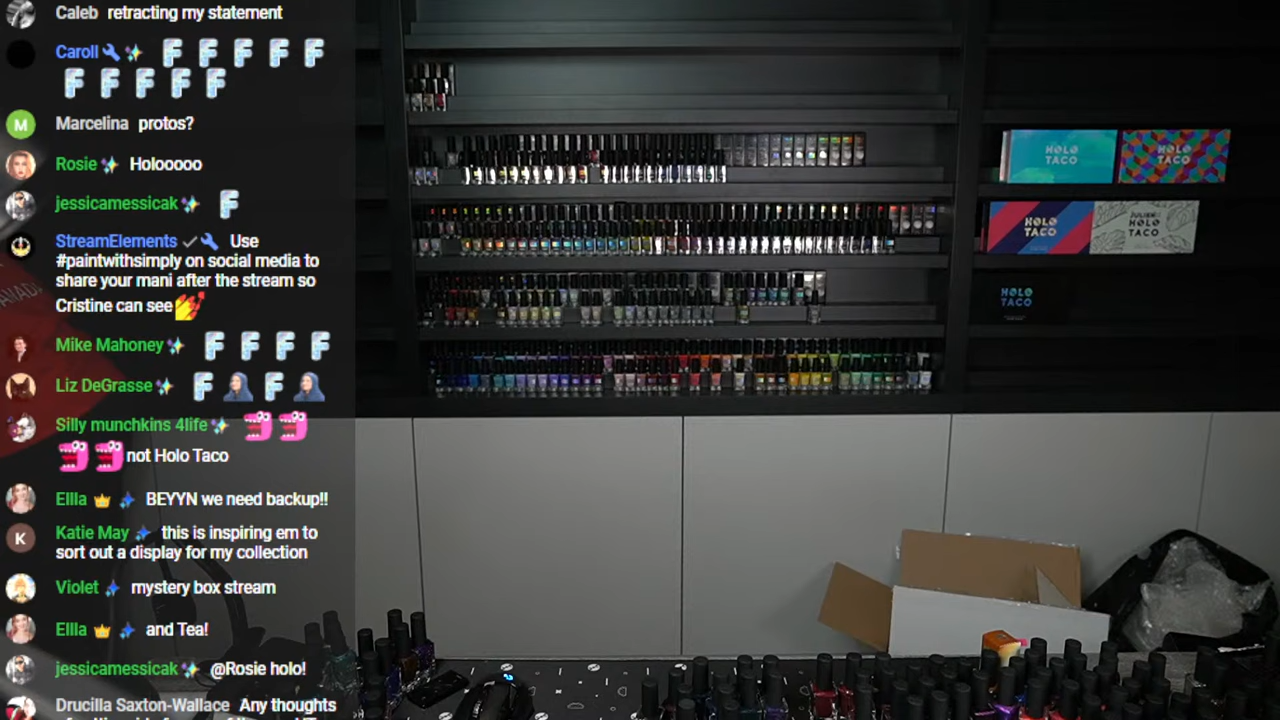 Caleb retracting my statement
Caroll F F F F F
F F F F F
Marcelina protos?
Rosie Holooooo
jessicamessicak F
StreamElements Use
#paintwithsimply on social media to
share your mani after the stream so
Cristine can see
Mike Mahoney F F F F
Liz DeGrasse F F
Silly munchkins 4life
not Holo Taco
Ellla BEYYN we need backup!!
K Katie May this is inspiring em to
sort out a display for my collection
Violet mystery box stream
Ellla and Tea!
jessicamessicak @Rosie holo!
Drucilla Saxton-Wallace Any thoughts
M
HOLO
TACO
HOLO
TACO
HOLO
TACO
HOLO
TACO
HOLO
TACO